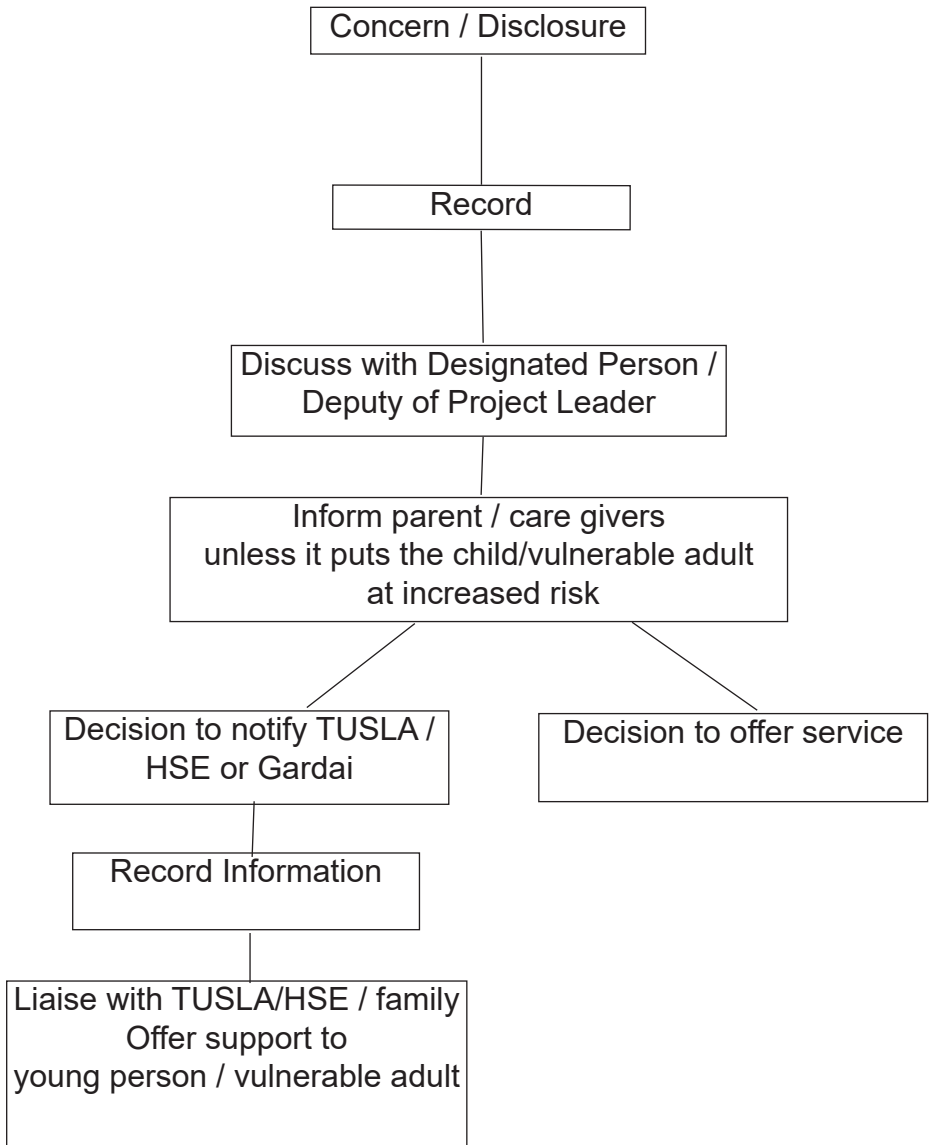 Concern / Disclosure
Record
Discuss with Designated Person /
Deputy of Project Leader
Inform parent / care givers
unless it puts the child/vulnerable adult
at increased risk
Decision to notify TUSLA /
HSE or Gardai
Decision to offer service
Record Information
Liaise with TUSLA/HSE / family
Offer support to
young person / vulnerable adult